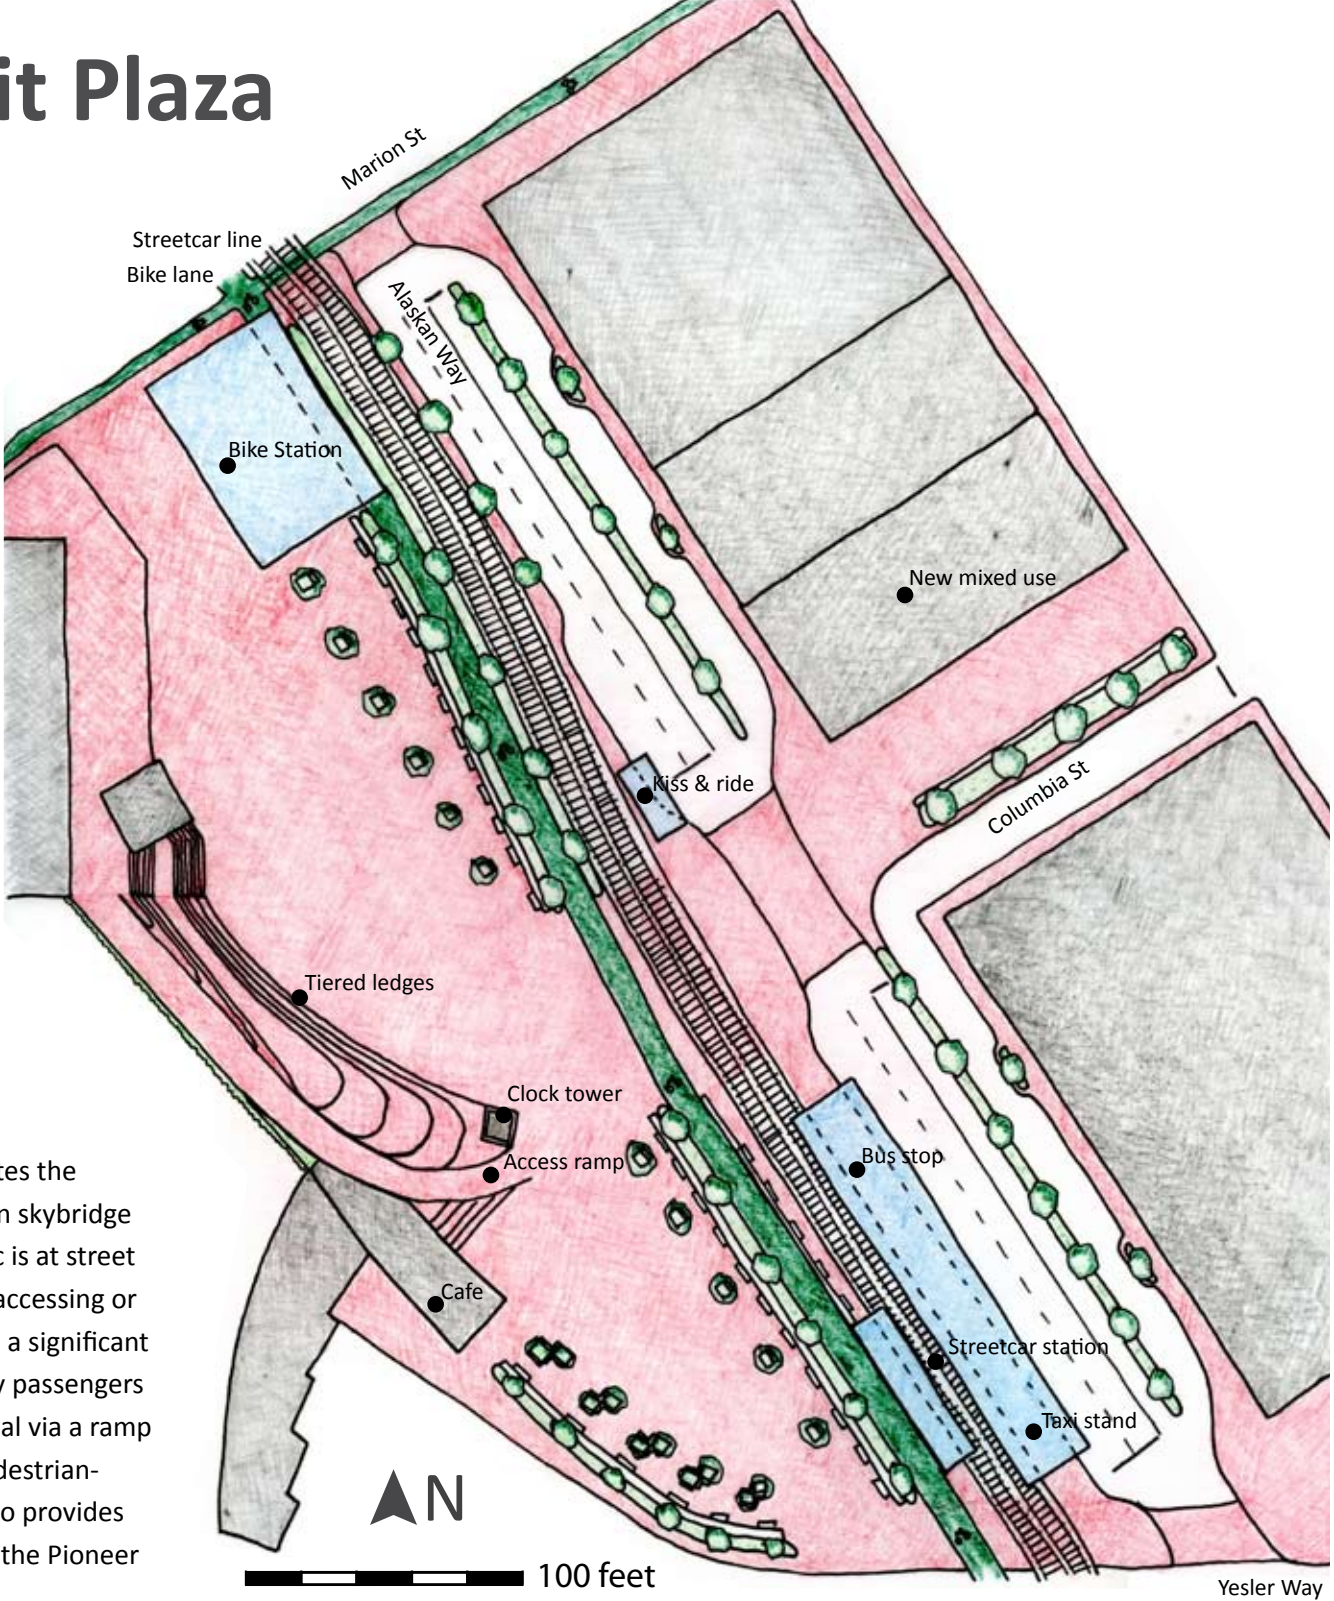 it Plaza
Marion St
Streetcar line
Bike lane
Alaskan Way
Bike Station
New mixed use
Kiss & ride
Columbia St
Tiered ledges
Clock tower
Access ramp
Bus stop
Cafe
Streetcar station
Taxi stand
tes the
n skybridge
c is at street
accessing or
a significant
y passengers
al via a ramp
destrian-
o provides
the Pioneer
N
100 feet
Yesler Way